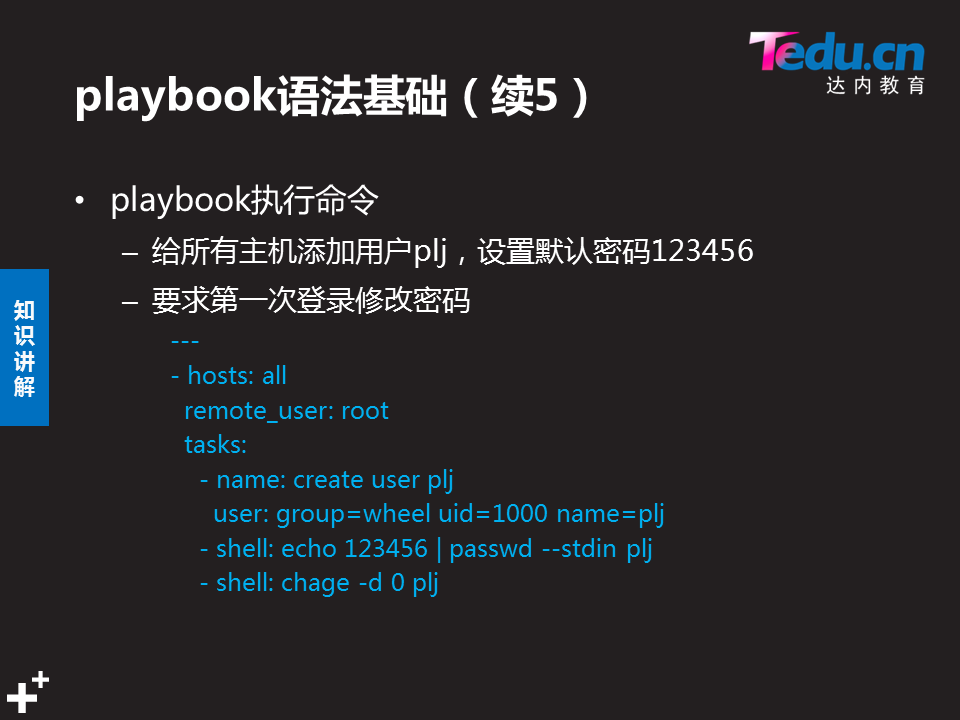 Tedu.cn
达内教育
playbook语法基础（续5）
• playbook执行命令
– 给所有主机添加用户plj，设置默认密码123456
– 要求第一次登录修改密码
---
- hosts: all
  remote_user: root
  tasks:
    - name: create user plj
      user: group=wheel uid=1000 name=plj
    - shell: echo 123456 | passwd --stdin plj
    - shell: chage -d 0 plj
知识讲解